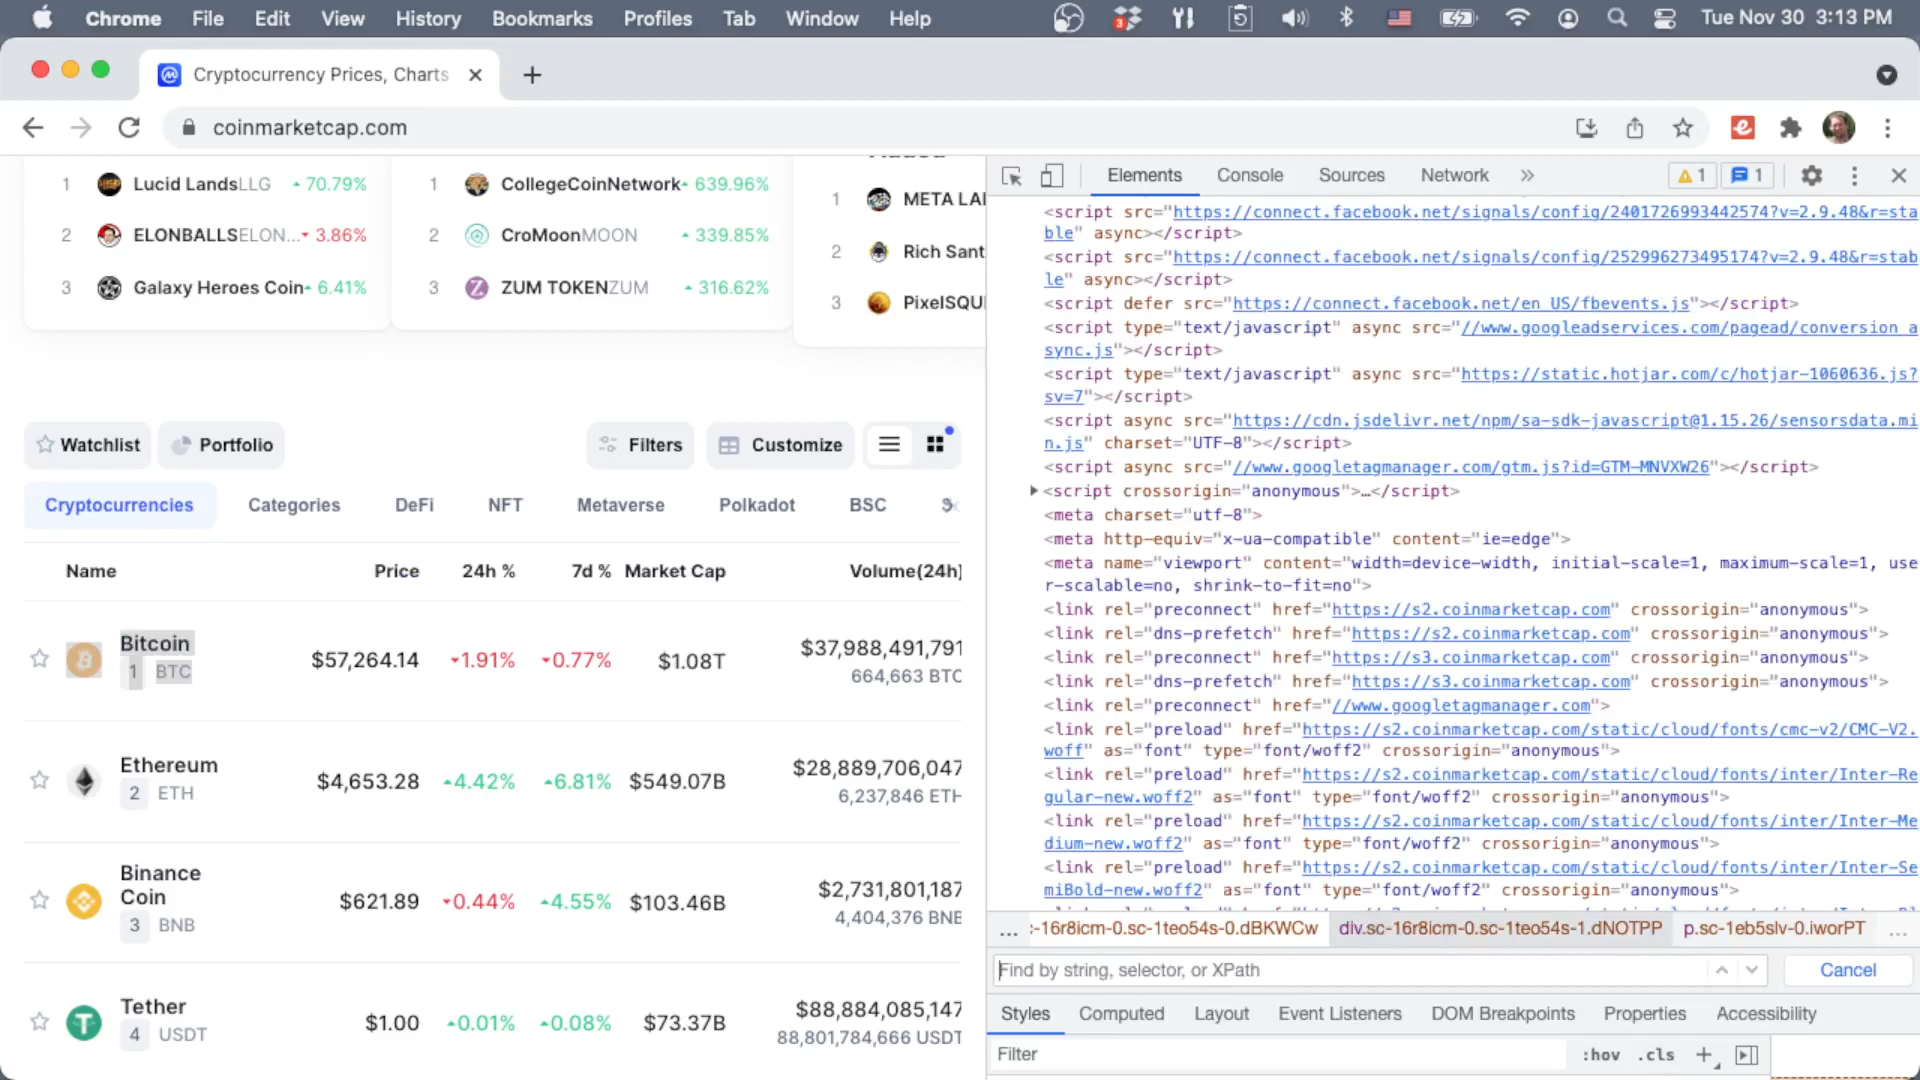 Chrome File Edit View History Bookmarks Profiles Tab Window Help 3 Tue Nov 30 3:13 PM
Cryptocurrency Prices, Charts
coinmarketcap.com
1 Lucid LandsLLG 70.79%
2 ELONBALLSELON... 3.86%
3 Galaxy Heroes Coin 6.41%
1 CollegeCoinNetwork 639.96%
2 CroMoonMOON 339.85%
3 ZUM TOKENZUM 316.62%
1 META LA
2 Rich Sant
3 PixelSQU
Watchlist Portfolio Filters Customize
Cryptocurrencies Categories DeFi NFT Metaverse Polkadot BSC
Name Price 24h % 7d % Market Cap Volume(24h)
Bitcoin $57,264.14 1.91% 0.77% $1.08T $37,988,491,791
1 BTC 664,663 BTC
Ethereum $4,653.28 4.42% 6.81% $549.07B $28,889,706,047
2 ETH 6,237,846 ETH
Binance
Coin $621.89 0.44% 4.55% $103.46B $2,731,801,187
3 BNB 4,404,376 BNB
Tether $1.00 0.01% 0.08% $73.37B $88,884,085,147
4 USDT 88,801,784,666 USDT
Elements Console Sources Network » 1 1
<script src="https://connect.facebook.net/signals/config/2401726993442574?v=2.9.48&r=sta
ble" async></script>
<script src="https://connect.facebook.net/signals/config/252996273495174?v=2.9.48&r=stab
le" async></script>
<script defer src="https://connect.facebook.net/en_US/fbevents.js"></script>
<script type="text/javascript" async src="//www.googleadservices.com/pagead/conversion_a
sync.js"></script>
<script type="text/javascript" async src="https://static.hotjar.com/c/hotjar-1060636.js?
sv=7"></script>
<script async src="https://cdn.jsdelivr.net/npm/sa-sdk-javascript@1.15.26/sensorsdata.mi
n.js" charset="UTF-8"></script>
<script async src="//www.googletagmanager.com/gtm.js?id=GTM-MNVXW26"></script>
<script crossorigin="anonymous">…</script>
<meta charset="utf-8">
<meta http-equiv="x-ua-compatible" content="ie=edge">
<meta name="viewport" content="width=device-width, initial-scale=1, maximum-scale=1, use
r-scalable=no, shrink-to-fit=no">
<link rel="preconnect" href="https://s2.coinmarketcap.com" crossorigin="anonymous">
<link rel="dns-prefetch" href="https://s2.coinmarketcap.com" crossorigin="anonymous">
<link rel="preconnect" href="https://s3.coinmarketcap.com" crossorigin="anonymous">
<link rel="dns-prefetch" href="https://s3.coinmarketcap.com" crossorigin="anonymous">
<link rel="preconnect" href="//www.googletagmanager.com">
<link rel="preload" href="https://s2.coinmarketcap.com/static/cloud/fonts/cmc-v2/CMC-V2.
woff" as="font" type="font/woff2" crossorigin="anonymous">
<link rel="preload" href="https://s2.coinmarketcap.com/static/cloud/fonts/inter/Inter-Re
gular-new.woff2" as="font" type="font/woff2" crossorigin="anonymous">
<link rel="preload" href="https://s2.coinmarketcap.com/static/cloud/fonts/inter/Inter-Me
dium-new.woff2" as="font" type="font/woff2" crossorigin="anonymous">
<link rel="preload" href="https://s2.coinmarketcap.com/static/cloud/fonts/inter/Inter-Se
miBold-new.woff2" as="font" type="font/woff2" crossorigin="anonymous">
... :-16r8icm-0.sc-1teo54s-0.dBKWCw div.sc-16r8icm-0.sc-1teo54s-1.dNOTPP p.sc-1eb5slv-0.iworPT ...
Find by string, selector, or XPath Cancel
Styles Computed Layout Event Listeners DOM Breakpoints Properties Accessibility
Filter :hov .cls +